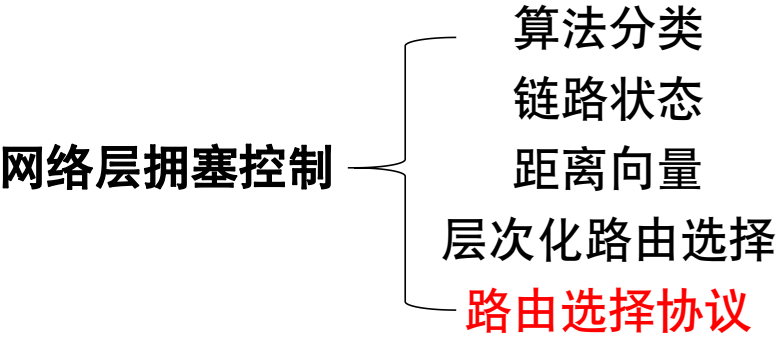 网络层拥塞控制
算法分类
链路状态
距离向量
层次化路由选择
路由选择协议